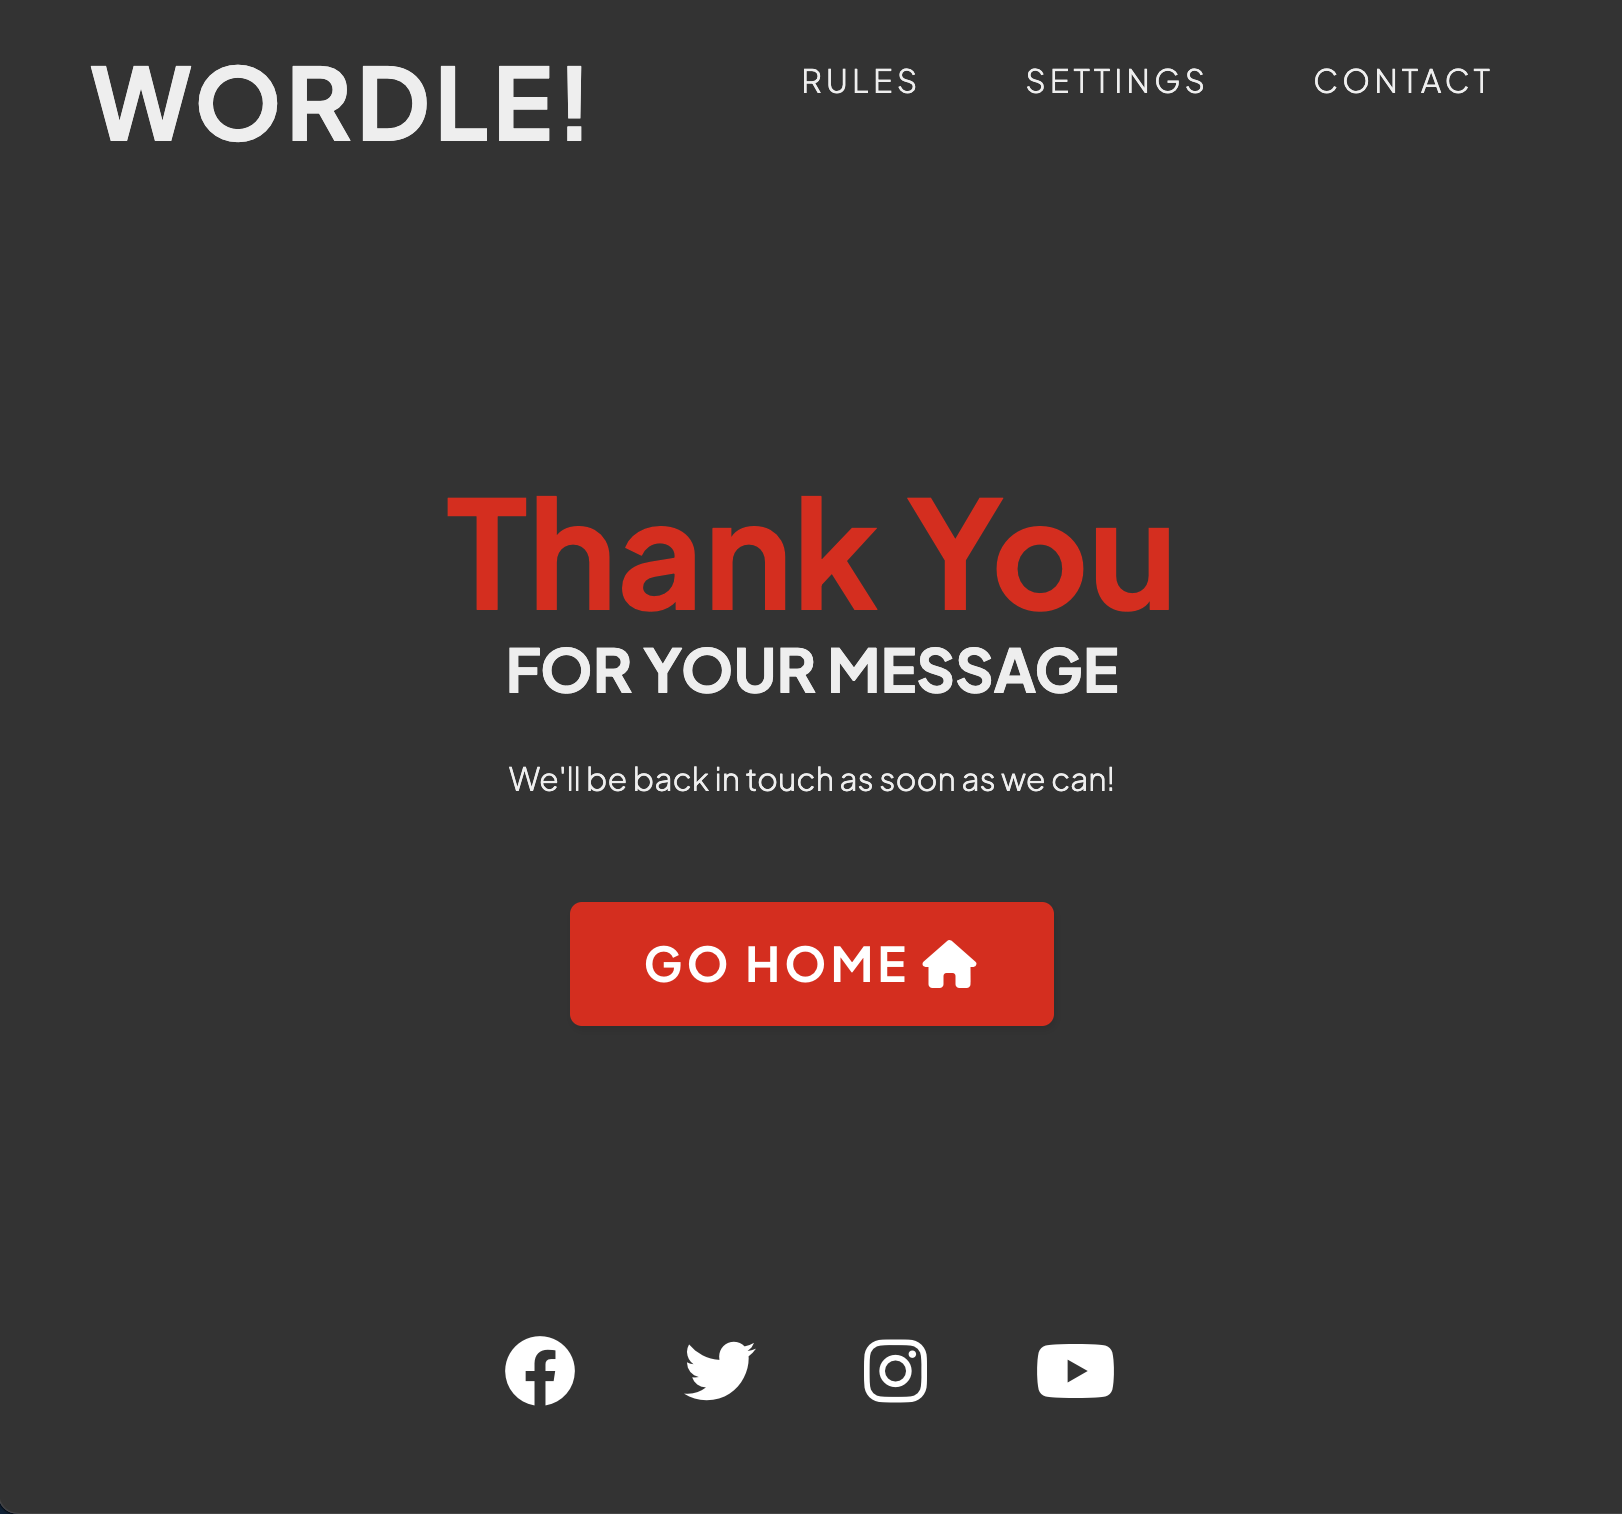 WORDLE!
RULES SETTINGS CONTACT
Thank You
FOR YOUR MESSAGE
We'll be back in touch as soon as we can!
GO HOME